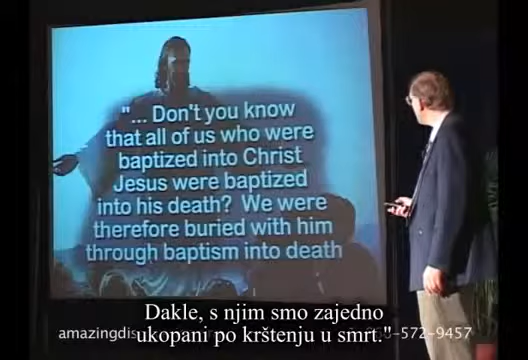 "... Don't you know
that all of us who were
baptized into Christ
Jesus were baptized
into his death? We were
therefore buried with him
through baptism into death
Dakle, s njim smo zajedno
ukopani po krštenju u smrt."
amazingdis
-572-9457